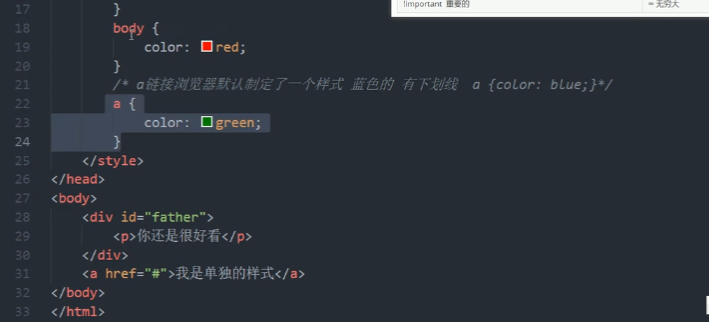 !important 重要的 ∞ 无穷大
17 }
18 body {
19 color: red;
20 }
21 /* a链接浏览器默认制定了一个样式 蓝色的 有下划线 a {color: blue;}*/
22 a {
23 color: green;
24 }
25 </style>
26 </head>
27 <body>
28 <div id="father">
29 <p>你还是很好看</p>
30 </div>
31 <a href="#">我是单独的样式</a>
32 </body>
33 </html>